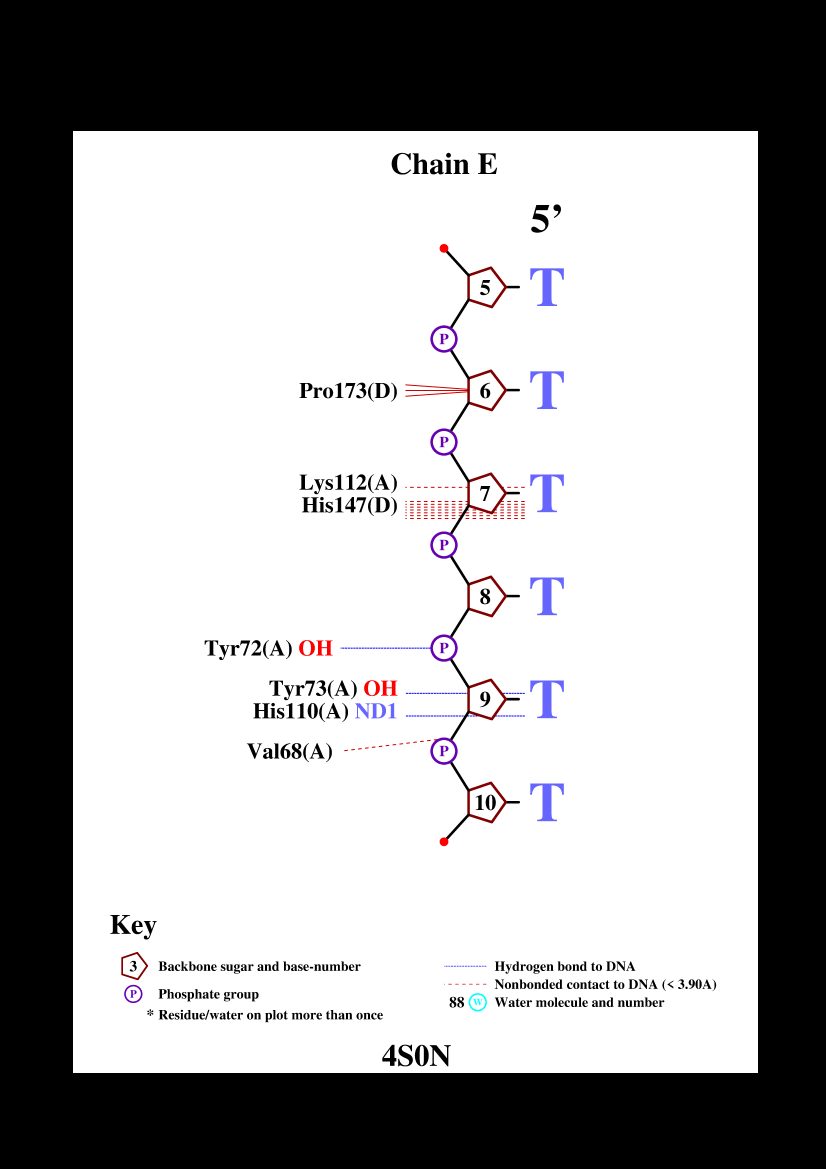 Chain E
5’
5 T
P
Pro173(D) 6 T
P
Lys112(A)
7 T
His147(D)
P
8 T
Tyr72(A) OH P
Tyr73(A) OH
9 T
His110(A) ND1
Val68(A) P
10 T
Key
3 Backbone sugar and base-number
P Phosphate group
* Residue/water on plot more than once
Hydrogen bond to DNA
Nonbonded contact to DNA (< 3.90A)
88 W Water molecule and number
4S0N